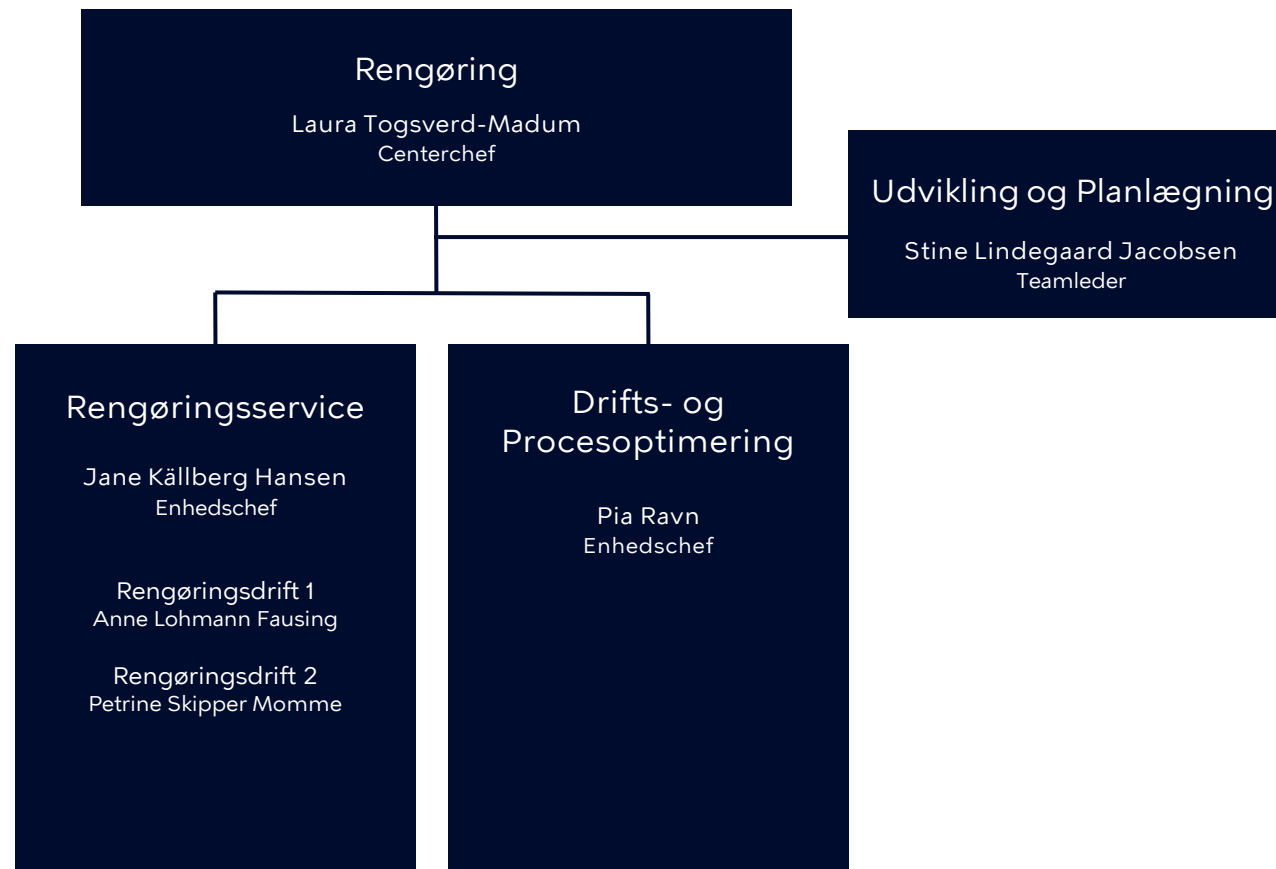 Rengøring
Laura Togsverd-Madum
Centerchef
Udvikling og Planlægning
Stine Lindegaard Jacobsen
Teamleder
Rengøringsservice
Jane Källberg Hansen
Enhedschef
Rengøringsdrift 1
Anne Lohmann Fausing
Rengøringsdrift 2
Petrine Skipper Momme
Drifts- og
Procesoptimering
Pia Ravn
Enhedschef